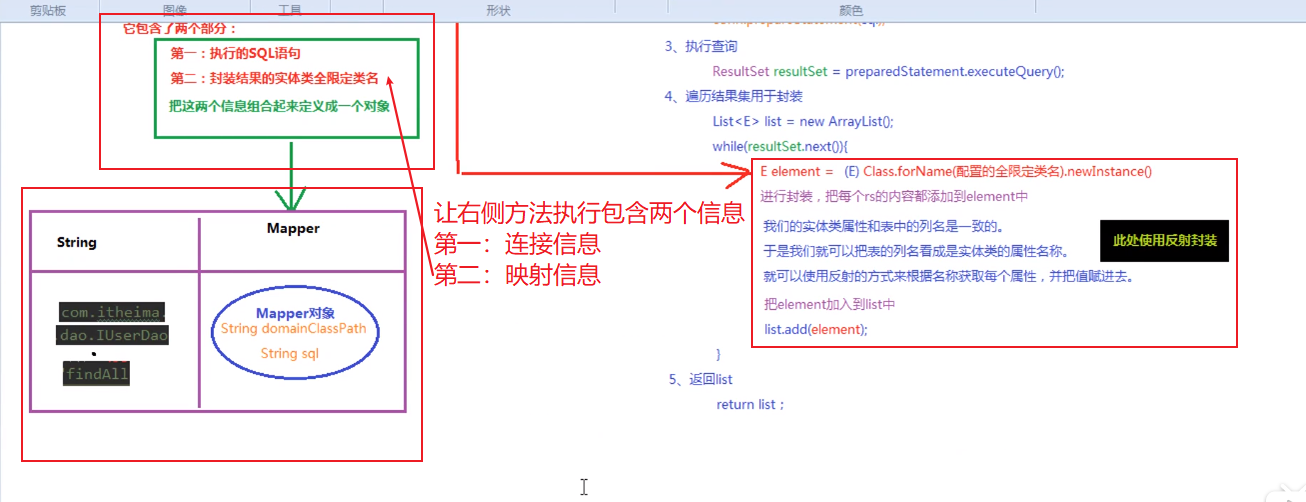 剪贴板
图像
工具
形状
颜色
它包含了两个部分：
第一：执行的SQL语句
第二：封装结果的实体类全限定类名
把这两个信息组合起来定义成一个对象
String
Mapper
com.itheima.
dao.IUserDao
.
findAll
Mapper对象
String domainClassPath
String sql
让右侧方法执行包含两个信息
第一：连接信息
第二：映射信息
3、执行查询
ResultSet resultSet = preparedStatement.executeQuery();
4、遍历结果集用于封装
List<E> list = new ArrayList();
while(resultSet.next()){
E element = (E) Class.forName(配置的全限定类名).newInstance()
进行封装，把每个rs的内容都添加到element中
我们的实体类属性和表中的列名是一致的。
于是我们就可以把表的列名看成是实体类的属性名称。
就可以使用反射的方式来根据名称获取每个属性，并把值赋进去。
此处使用反射封装
把element加入到list中
list.add(element);
}
5、返回list
return list；